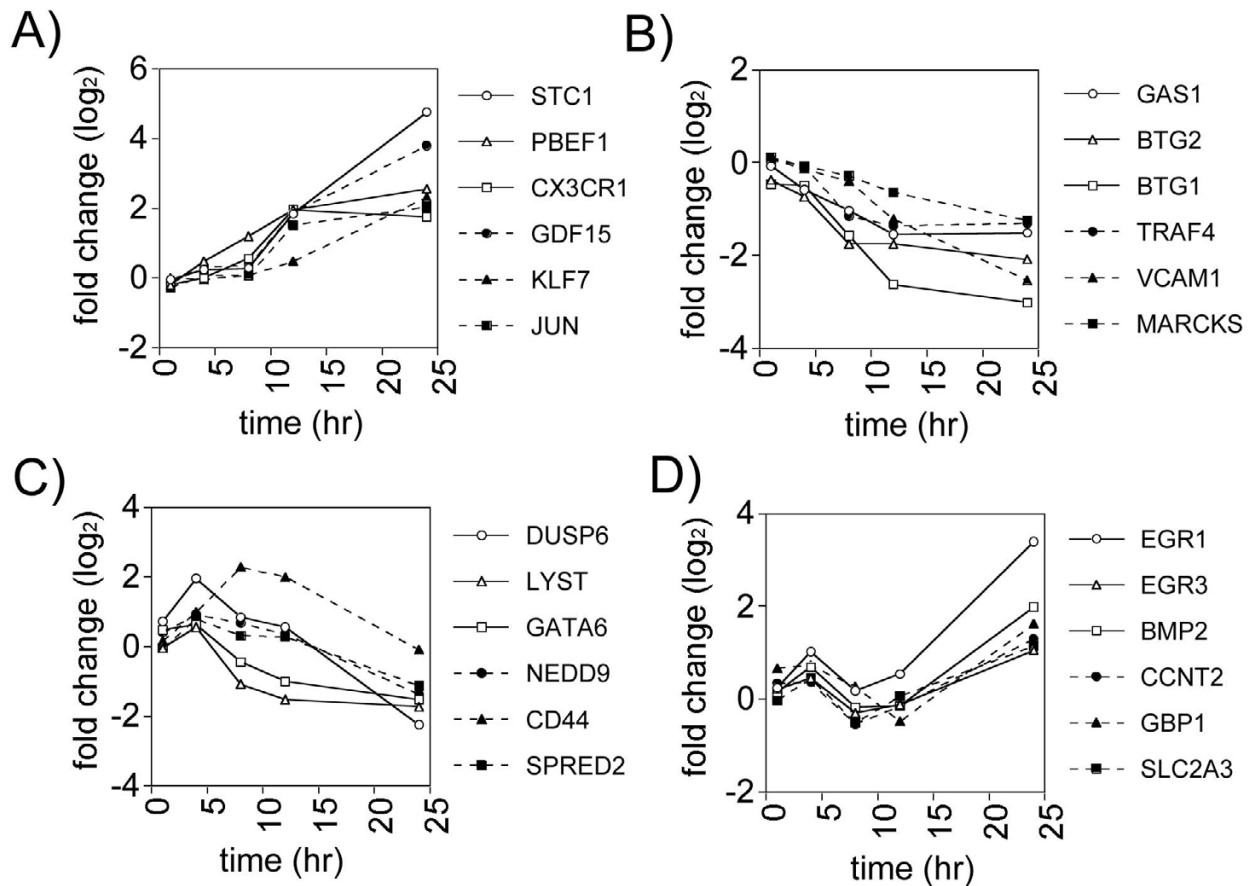 A)
fold change (log2)
6
4
2
0
-2
0 5 10 15 20 25
time (hr)
STC1
PBEF1
CX3CR1
GDF15
KLF7
JUN
B)
fold change (log2)
2
0
-2
-4
0 5 10 15 20 25
time (hr)
GAS1
BTG2
BTG1
TRAF4
VCAM1
MARCKS
C)
fold change (log2)
4
2
0
-2
-4
0 5 10 15 20 25
time (hr)
DUSP6
LYST
GATA6
NEDD9
CD44
SPRED2
D)
fold change (log2)
4
2
0
-2
0 5 10 15 20 25
time (hr)
EGR1
EGR3
BMP2
CCNT2
GBP1
SLC2A3